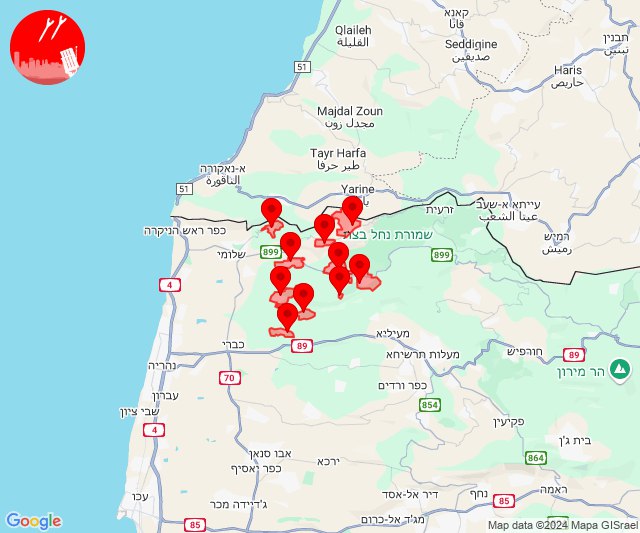 Qlaileh
القليلة
קאנא
قانا
Seddigine
صديقين
תבנין
تبنين
51
Haris
حاريص
Majdal Zoun
مجدل زون
Tayr Harfa
طير حرفا
א-נאקורה
الناقورة
51
Yarine
עייתא א-שעב
عيتا الشعب
זרעית
כפר ראש הניקרה
רמיש
رميش
שמורת נחל בצת
899
899
שלומי
4
מעיליא
כברי
89
מעלות תרשיחא
חורפיש
89
נהריה
הר מירון
70
כפר ורדים
עברון
שבי ציון
854
פקיעין
4
בית ג'ן
אבו סנאן
ירכא
864
כפר יאסיף
ראמה
עכו
דיר אל-אסד
נחף
85
ג'דיידה מכר
85
מג'ד אל-כרום
Google
Map data ©2024 Mapa GISrael